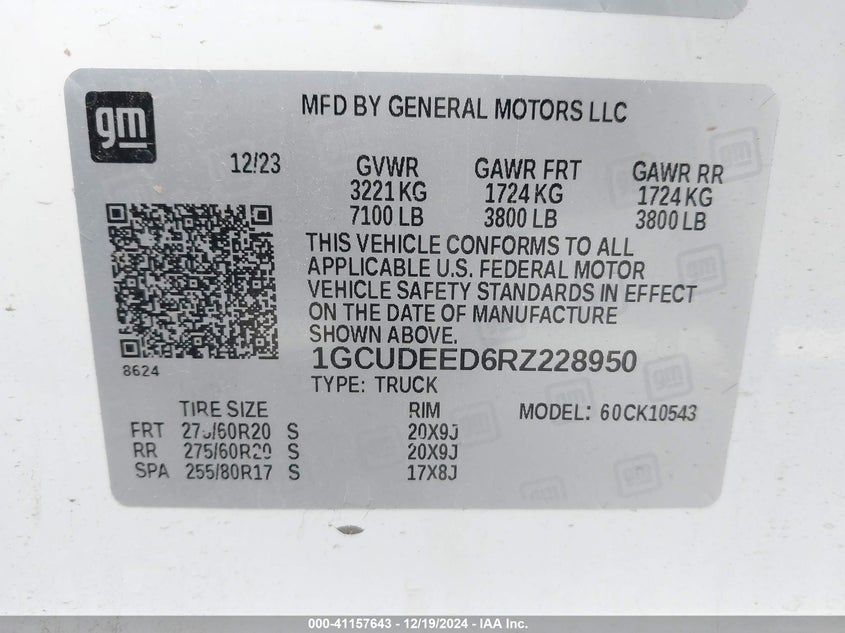 gm
MFD BY GENERAL MOTORS LLC
12/23 GVWR GAWR FRT GAWR RR
3221 KG 1724 KG 1724 KG
7100 LB 3800 LB 3800 LB
THIS VEHICLE CONFORMS TO ALL
APPLICABLE U.S. FEDERAL MOTOR
VEHICLE SAFETY STANDARDS IN EFFECT
ON THE DATE OF MANUFACTURE
SHOWN ABOVE.
8624
1GCUDEED6RZ228950
TYPE: TRUCK
TIRE SIZE RIM MODEL: 60CK10543
FRT 275/60R20 S 20X9J
RR 275/60R20 S 20X9J
SPA 255/80R17 S 17X8J
000-41157643 - 12/19/2024 - IAA Inc.